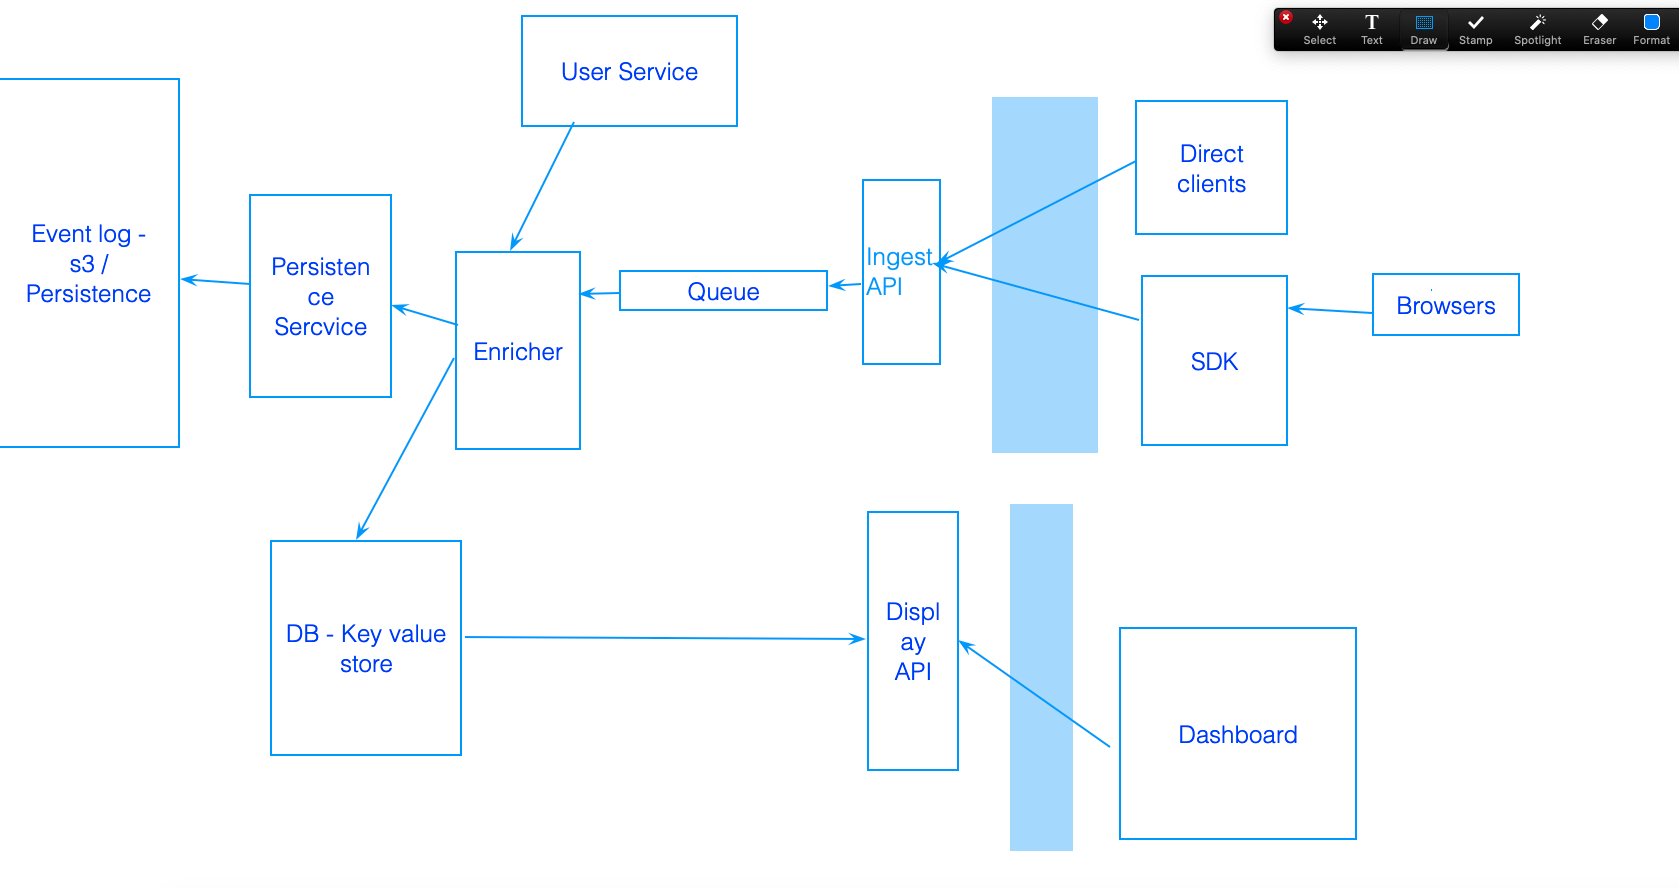 Select
Text
Draw
Stamp
Spotlight
Eraser
Format
User Service
Direct
clients
Event log -
s3 /
Persistence
Persisten
ce
Sercvice
Enricher
Queue
Ingest
API
SDK
Browsers
DB - Key value
store
Displ
ay
API
Dashboard